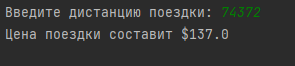 Введите дистанцию поездки: 74372
Цена поездки составит $137.0